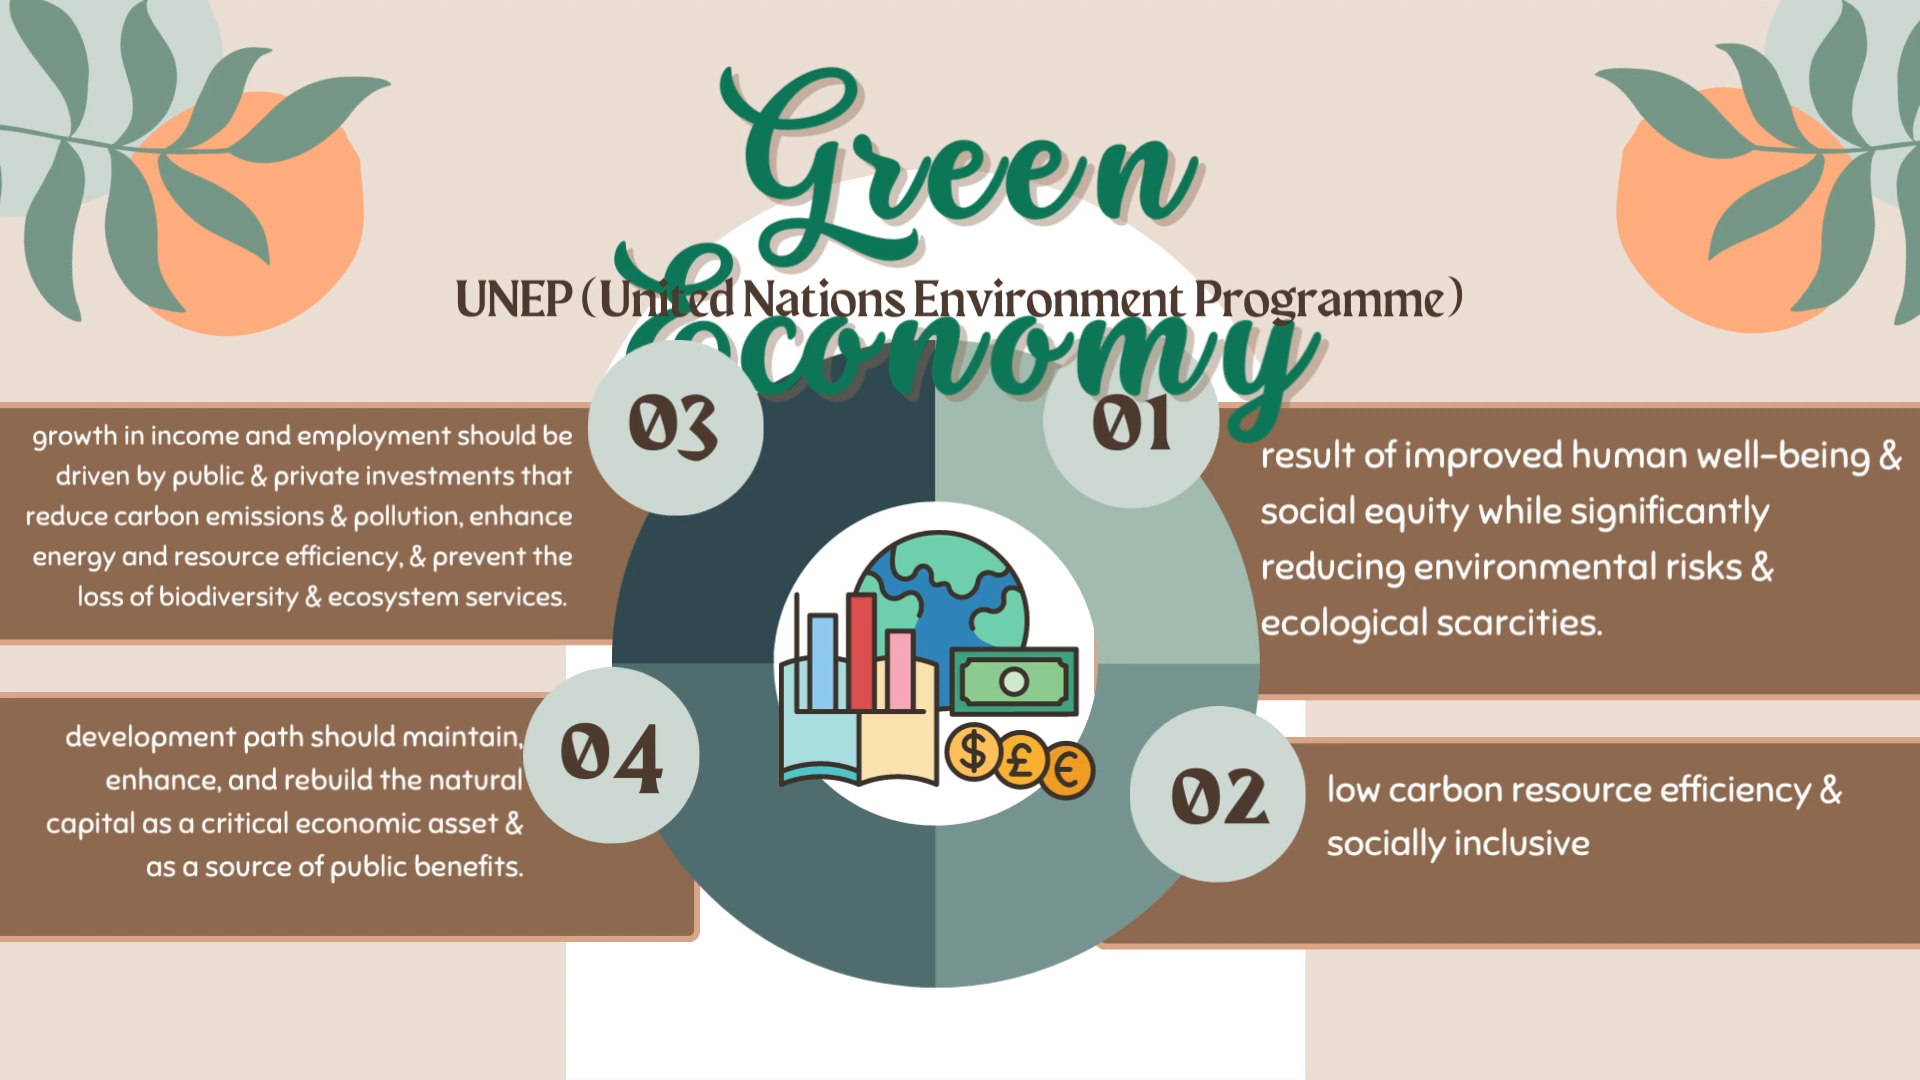 Green
Economy
UNEP (United Nations Environment Programme)
01
result of improved human well-being &
social equity while significantly
reducing environmental risks &
ecological scarcities.
02
low carbon resource efficiency &
socially inclusive
03
growth in income and employment should be
driven by public & private investments that
reduce carbon emissions & pollution, enhance
energy and resource efficiency, & prevent the
loss of biodiversity & ecosystem services.
04
development path should maintain,
enhance, and rebuild the natural
capital as a critical economic asset &
as a source of public benefits.
$ £ €